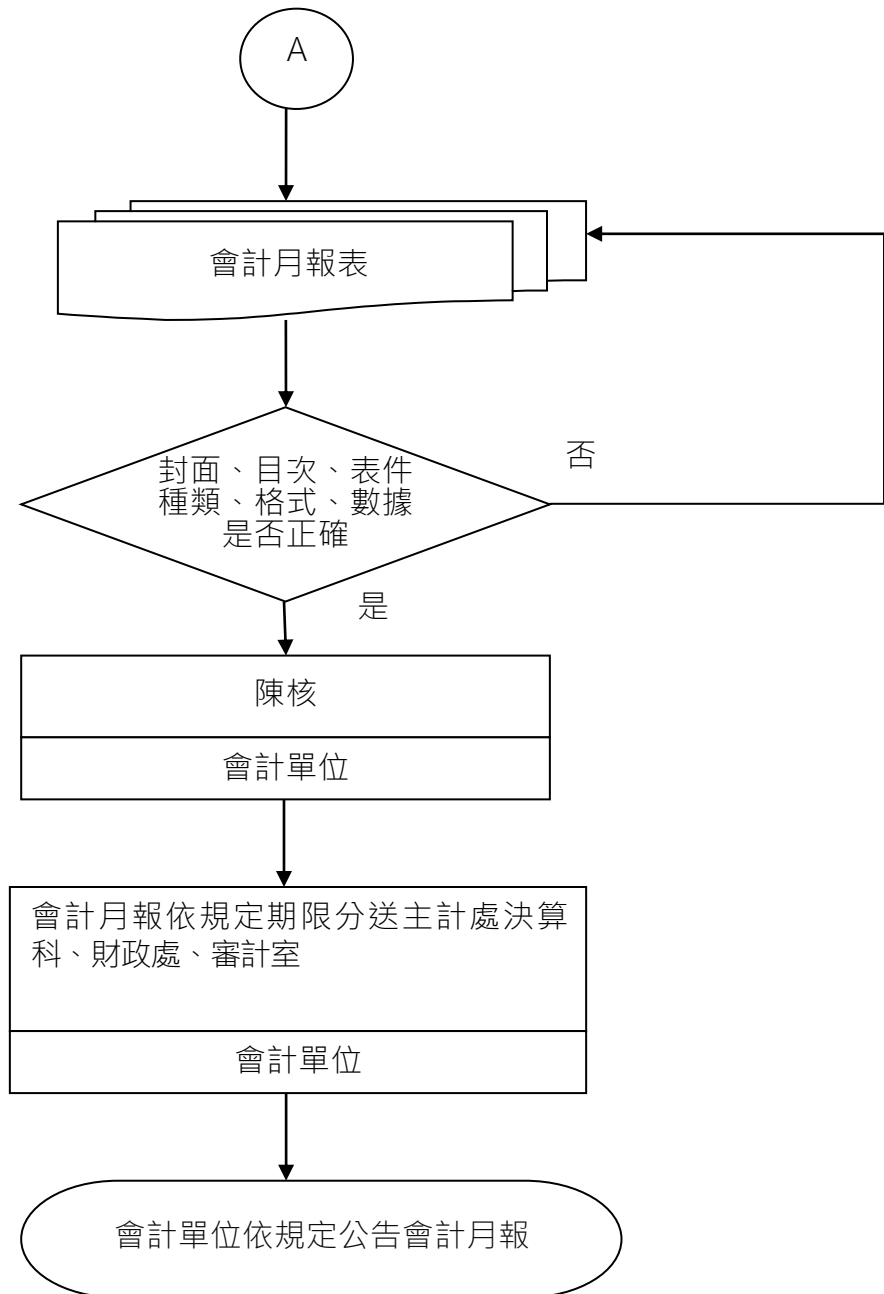 A
會計月報表
封面、目次、表件
種類、格式、數據
是否正確
否
是
陳核
會計單位
會計月報依規定期限分送主計處決算
科、財政處、審計室
會計單位
會計單位依規定公告會計月報